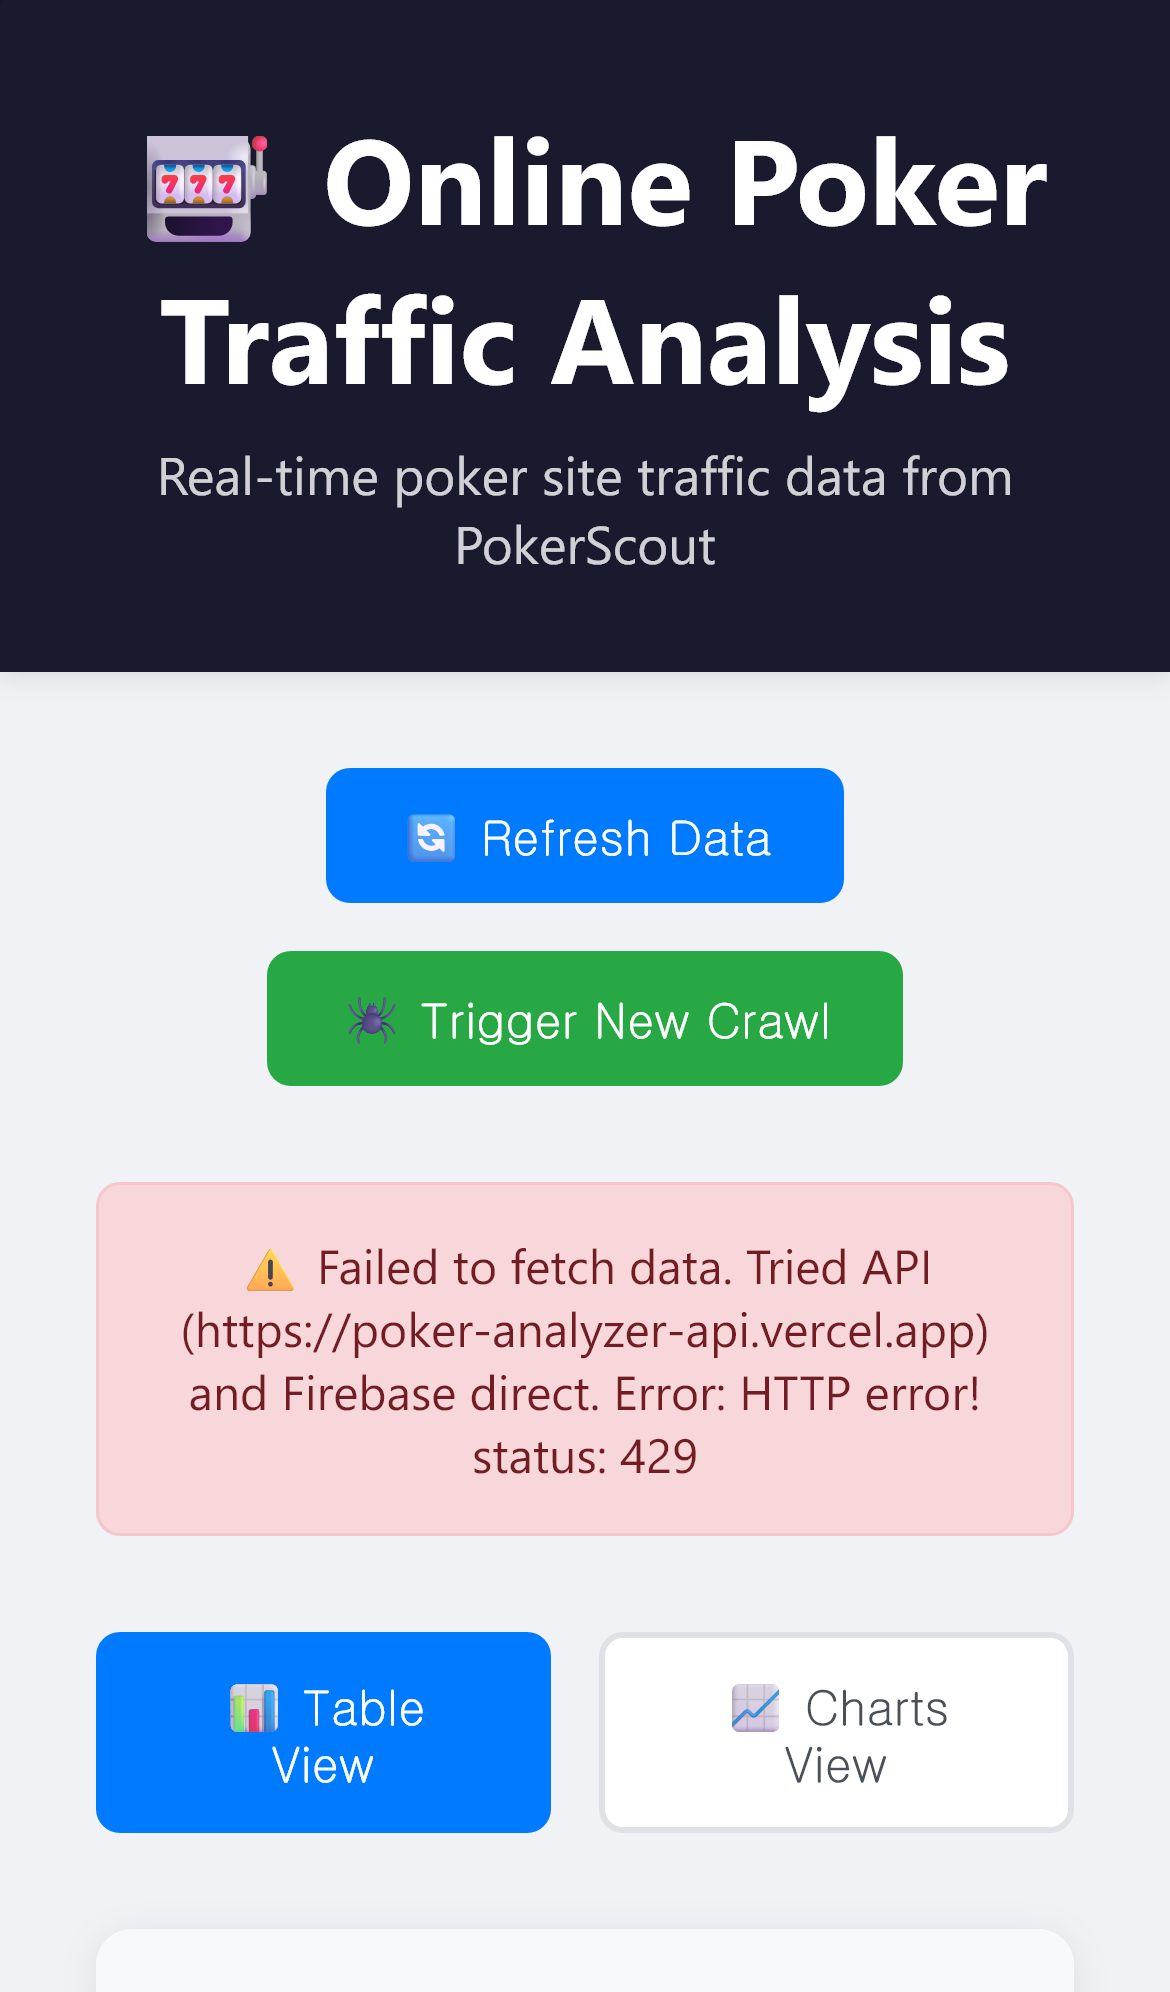 🎰 Online Poker
Traffic Analysis
Real-time poker site traffic data from
PokerScout
🔄 Refresh Data
🕷️ Trigger New Crawl
⚠️ Failed to fetch data. Tried API
(https://poker-analyzer-api.vercel.app)
and Firebase direct. Error: HTTP error!
status: 429
📊 Table
View
📈 Charts
View